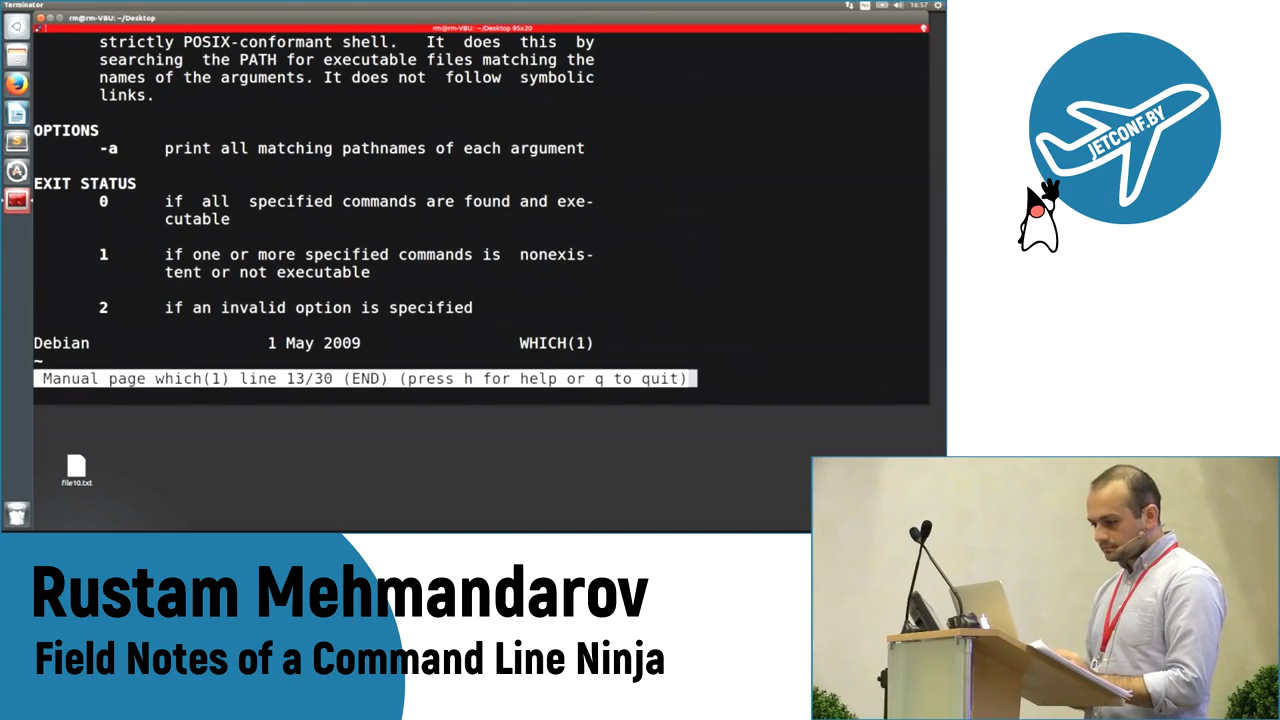 Terminator
No
16:57
rm@rm-VBU: ~/Desktop
rm@rm-VBU: ~/Desktop 95x20
strictly POSIX-conformant shell. It does this by
searching the PATH for executable files matching the
names of the arguments. It does not follow symbolic
links.
OPTIONS
-a print all matching pathnames of each argument
EXIT STATUS
0 if all specified commands are found and exe-
cutable
1 if one or more specified commands is nonexis-
tent or not executable
2 if an invalid option is specified
Debian 1 May 2009 WHICH(1)
~
Manual page which(1) line 13/30 (END) (press h for help or q to quit)
file10.txt
JETCONF.BY
Rustam Mehmandarov
Field Notes of a Command Line Ninja